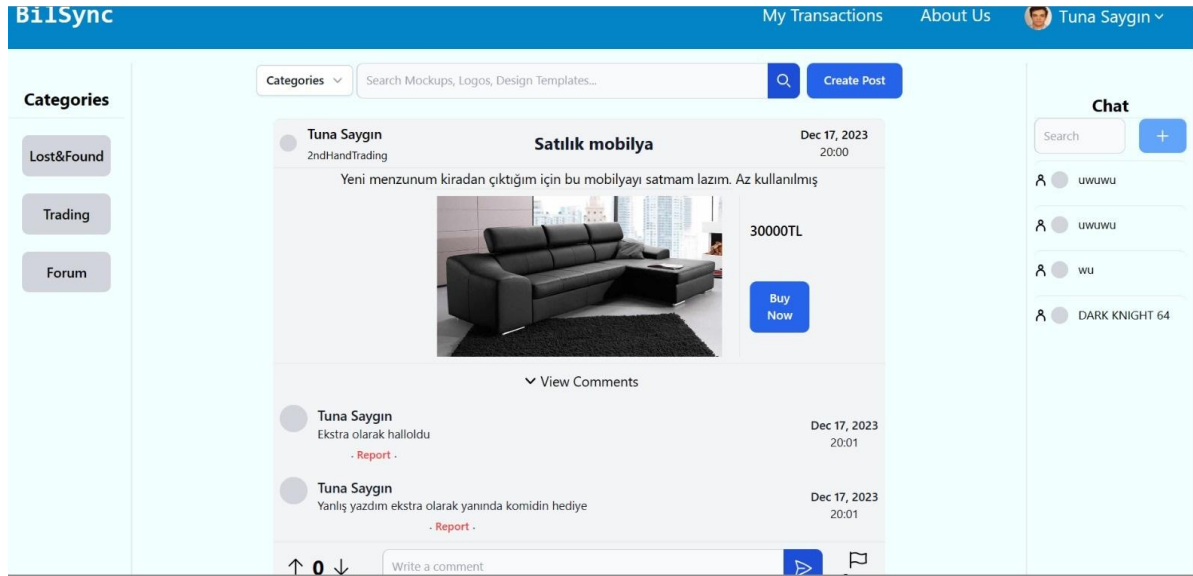 BilSync
My Transactions
About Us
Tuna Saygın
Categories
Lost&Found
Trading
Forum
Categories
Search Mockups, Logos, Design Templates...
Create Post
Tuna Saygın
2ndHandTrading
Satılık mobilya
Dec 17, 2023
20:00
Yeni menzunum kiradan çıktığım için bu mobilyayı satmam lazım. Az kullanılmış
30000TL
Buy
Now
View Comments
Tuna Saygın
Ekstra olarak halloldu
· Report ·
Dec 17, 2023
20:01
Tuna Saygın
Yanlış yazdım ekstra olarak yanında komidin hediye
· Report ·
Dec 17, 2023
20:01
0
Write a comment
Chat
Search
+
uwuwu
uwuwu
wu
DARK KNIGHT 64